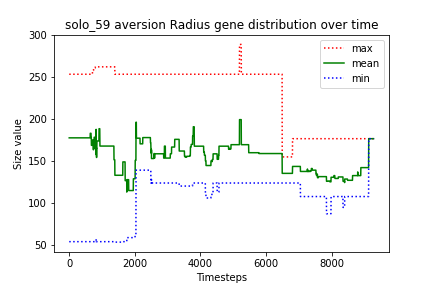 solo_59 aversion Radius gene distribution over time
300
250
200
150
100
50
Size value
max
mean
min
0
2000
4000
6000
8000
Timesteps